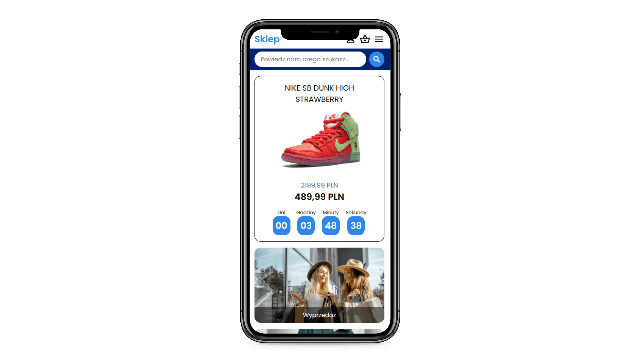 Sklep
Powiedz nam czego szukasz...
NIKE SB DUNK HIGH
STRAWBERRY
2199,99 PLN
489,99 PLN
Dni Godziny Minuty Sekundy
00 03 48 38
Wyprzedaż